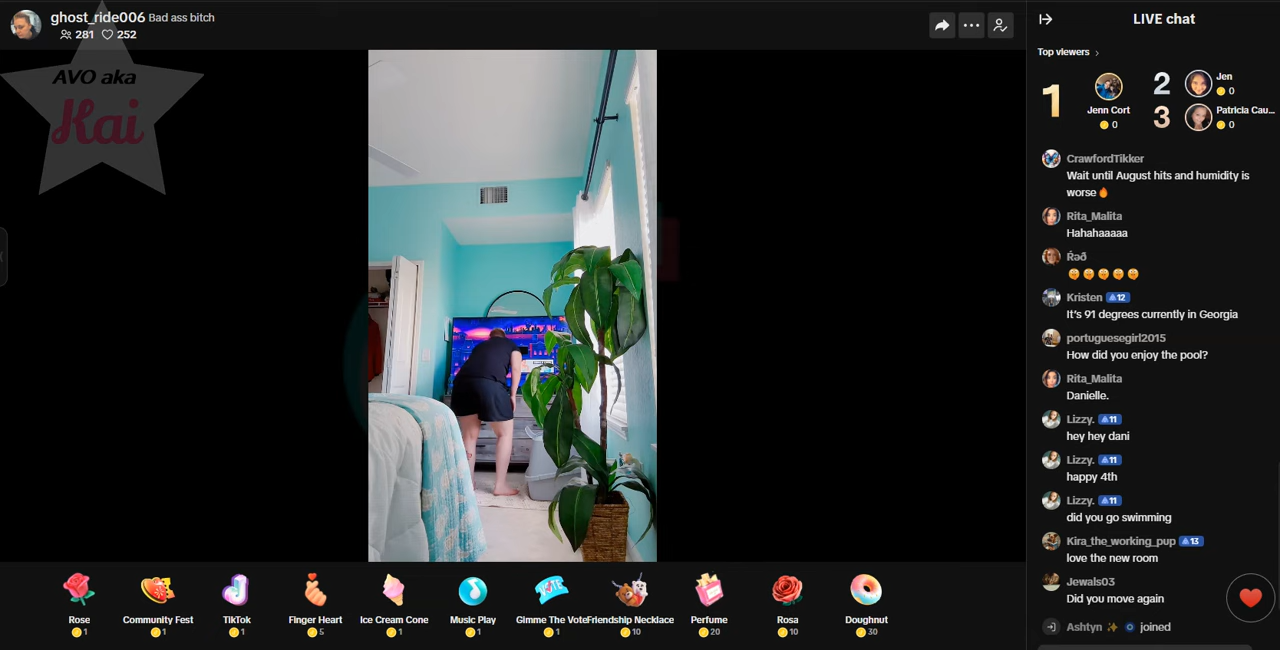 ghost_ride006 Bad ass bitch
281 252
AVO aka
Kai
LIVE chat
Top viewers
1
Jenn Cort
0
2
Jen
0
3
Patricia Cau...
0
CrawfordTikker
Wait until August hits and humidity is
worse
Rita_Malita
Hahahaaaaa
Ŕəð
Kristen 12
It's 91 degrees currently in Georgia
portuguesegirl2015
How did you enjoy the pool?
Rita_Malita
Danielle.
Lizzy. 11
hey hey dani
Lizzy. 11
happy 4th
Lizzy. 11
did you go swimming
Kira_the_working_pup 13
love the new room
Jewals03
Did you move again
Ashtyn joined
VOTE
Rose
1
Community Fest
1
TikTok
1
Finger Heart
5
Ice Cream Cone
1
Music Play
1
Gimme The Vote
1
Friendship Necklace
10
Perfume
20
Rosa
10
Doughnut
30